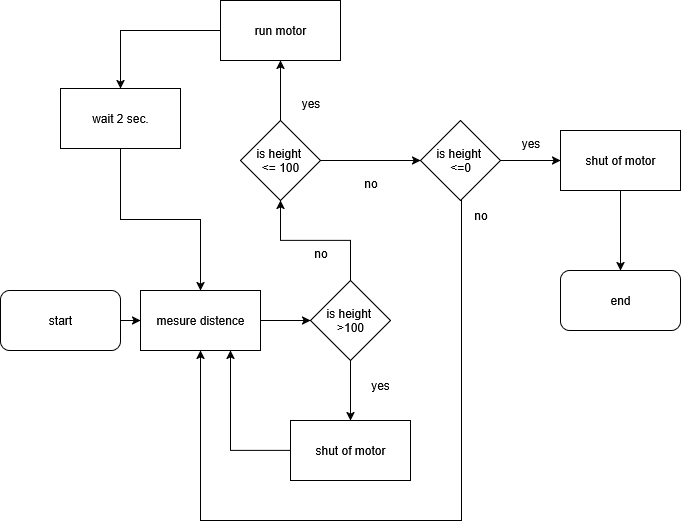 run motor
wait 2 sec.
yes
is height
<= 100
no
is height
<=0
yes
shut of motor
no
no
start
mesure distence
is height
>100
end
yes
shut of motor